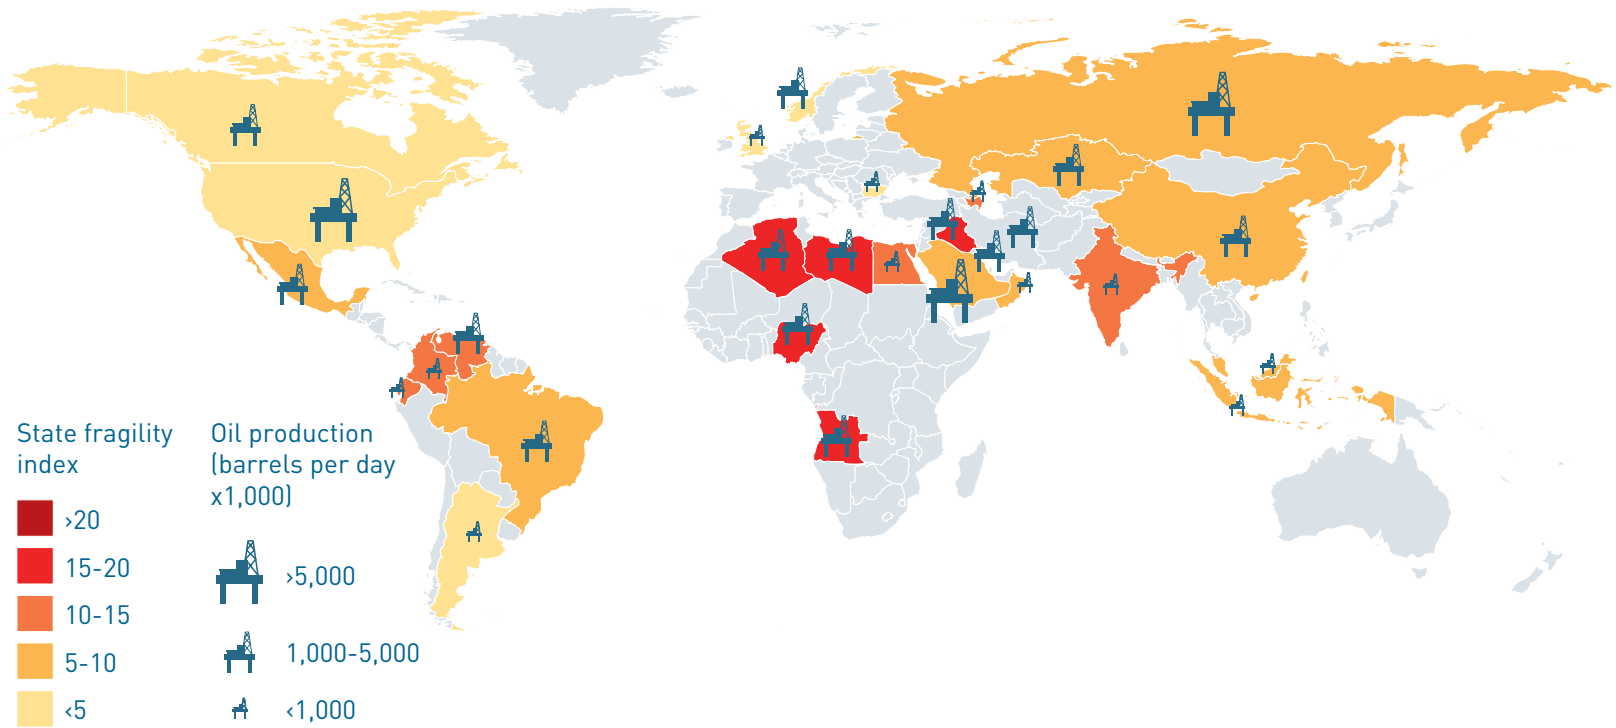 State fragility
index
›20
15-20
10-15
5-10
‹5
Oil production
(barrels per day
x1,000)
›5,000
1,000-5,000
‹1,000